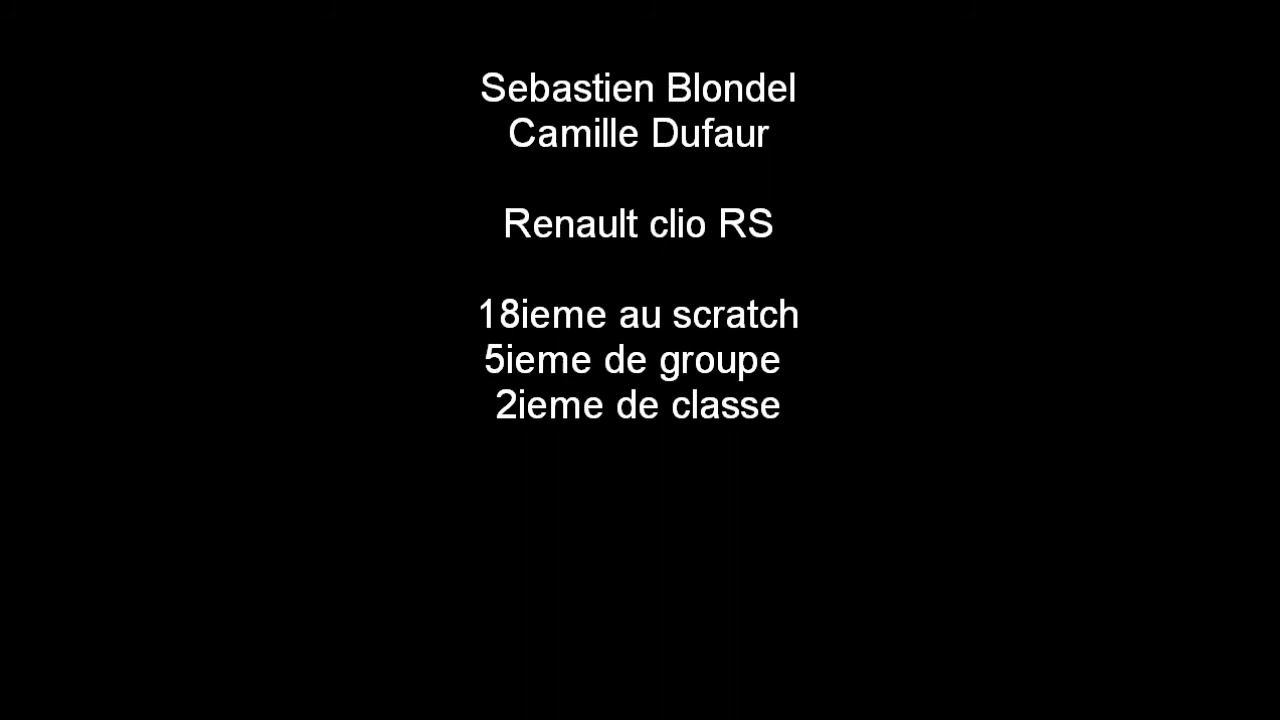 Sebastien Blondel
Camille Dufaur
Renault clio RS
18ieme au scratch
5ieme de groupe
2ieme de classe